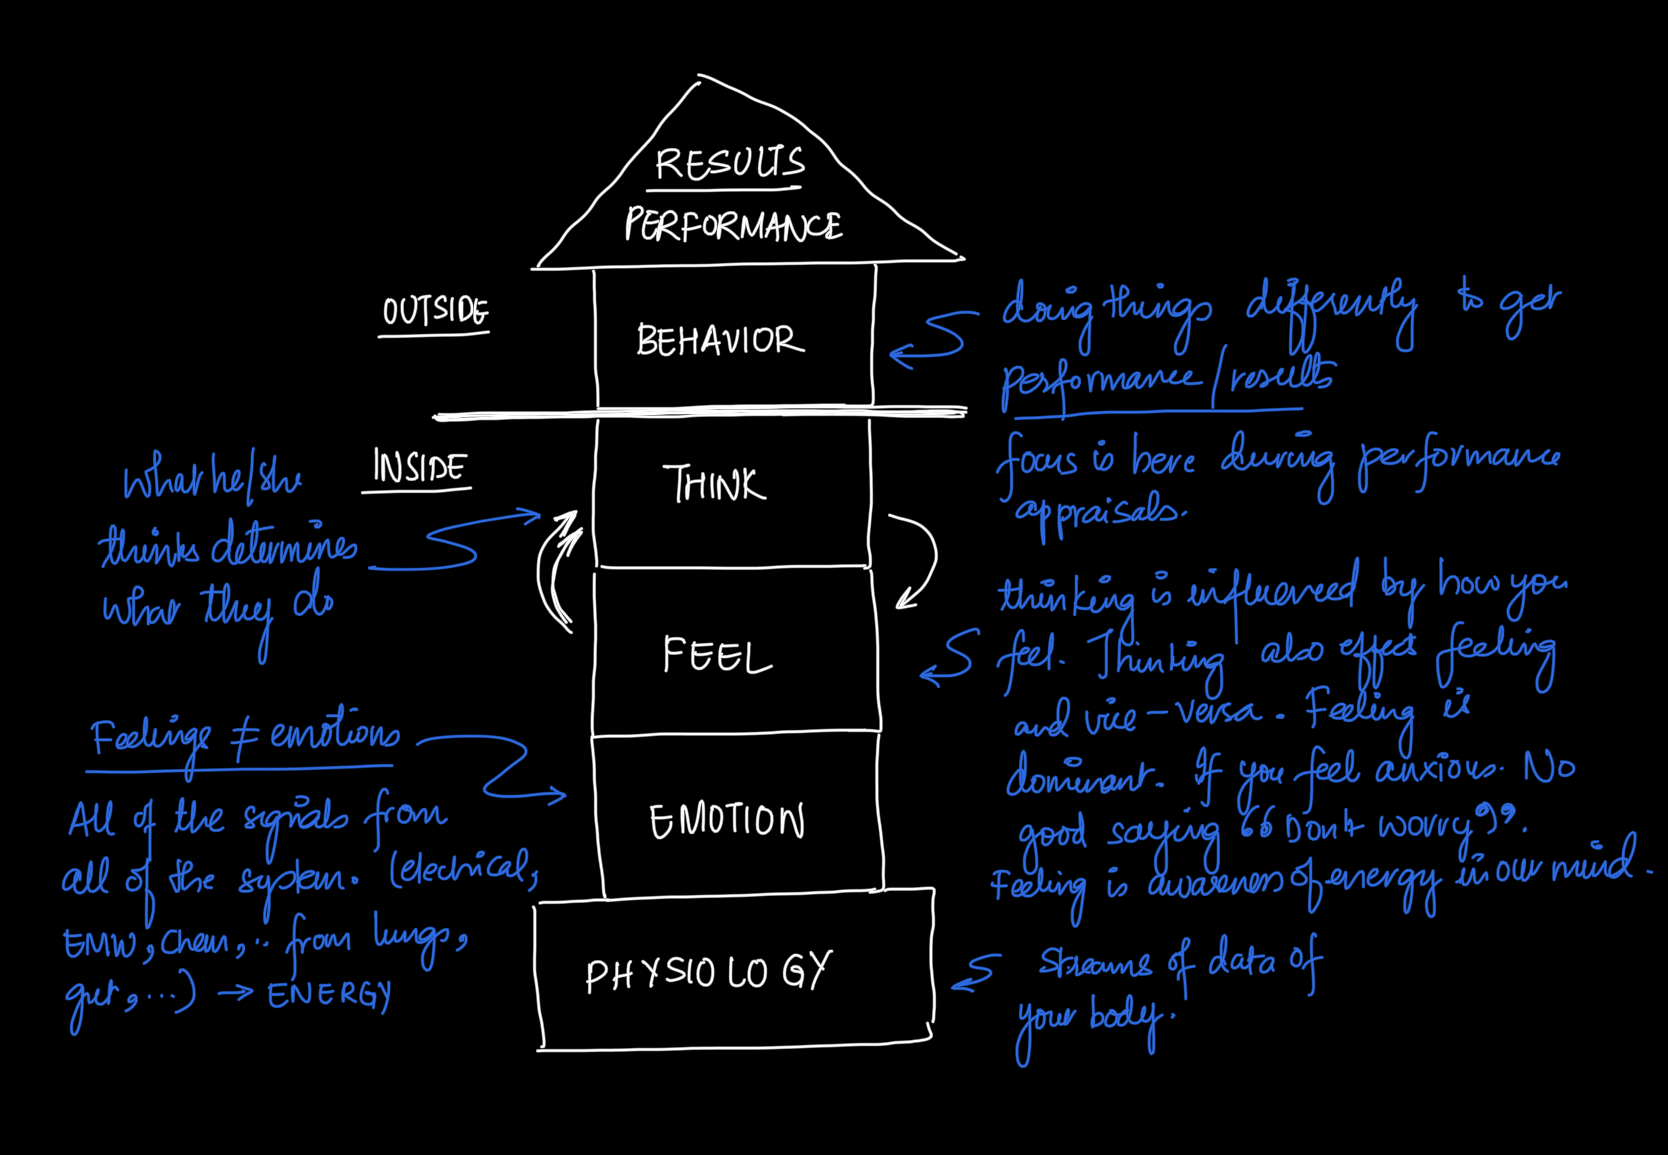 RESULTS
PERFORMANCE
OUTSIDE
BEHAVIOR
doing things differently to get
performance/results
focus is here during performance
appraisals.
INSIDE
THINK
What he/she
thinks determines
what they do
thinking is influenced by how you
feel. Thinking also effect feeling
and vice-versa. Feeling is
dominant. If you feel anxious. No
good saying "Don't worry".
Feeling is awareness of energy in our mind.
FEEL
Feelings ≠ emotions
All of the signals from
all of the system. (electrical,
EMW, Chem, .. from lungs,
gut, ...) → ENERGY
EMOTION
PHYSIOLOGY
Streams of data of
your body.